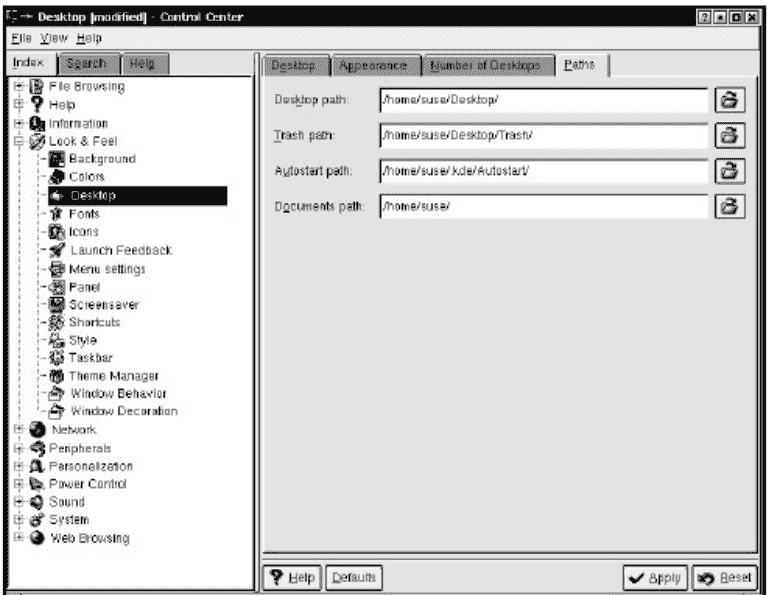 Desktop [modified] - Control Center
File View Help
Index Search Help
File Browsing
Help
Information
Look & Feel
Background
Colors
Desktop
Fonts
Icons
Launch Feedback
Menu settings
Panel
Screensaver
Shortcuts
Style
Taskbar
Theme Manager
Window Behavior
Window Decoration
Network
Peripherals
Personalization
Power Control
Sound
System
Web Browsing
Desktop Appearance Number of Desktops Paths
Desktop path: /home/suse/Desktop/
Trash path: /home/suse/Desktop/Trash/
Autostart path: /home/suse/.kde/Autostart/
Documents path: /home/suse/
Help Defaults Apply Reset